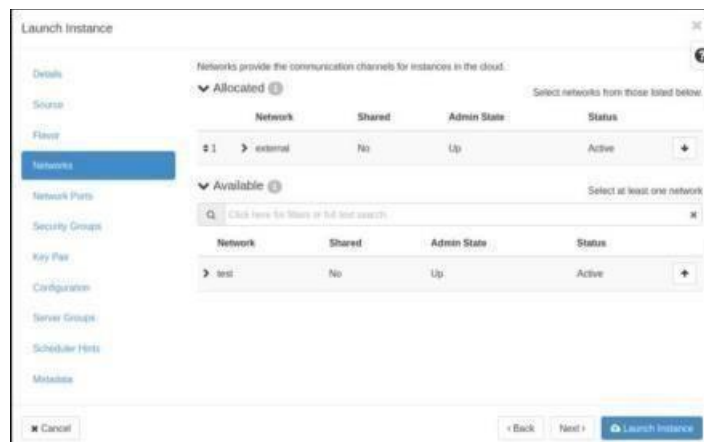 Launch Instance
Details
Source
Flavor
Networks
Network Ports
Security Groups
Key Pair
Configuration
Server Groups
Scheduler Hints
Metadata
Networks provide the communication channels for instances in the cloud.
Allocated 1
Select networks from those listed below.
Network Shared Admin State Status
1 external No Up Active
Available 1
Select at least one network
Click here for filters or full text search.
Network Shared Admin State Status
test No Up Active
Cancel
Back Next Launch Instance